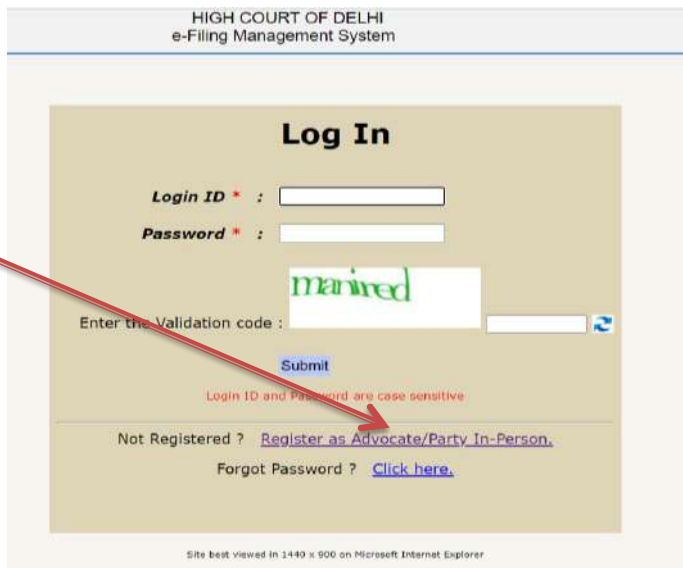 HIGH COURT OF DELHI
e-Filing Management System
Log In
Login ID * :
Password * :
manired
Enter the Validation code :
Submit
Login ID and Password are case sensitive
Not Registered ? Register as Advocate/Party In-Person.
Forgot Password ? Click here.
Site best viewed in 1440 x 900 on Microsoft Internet Explorer